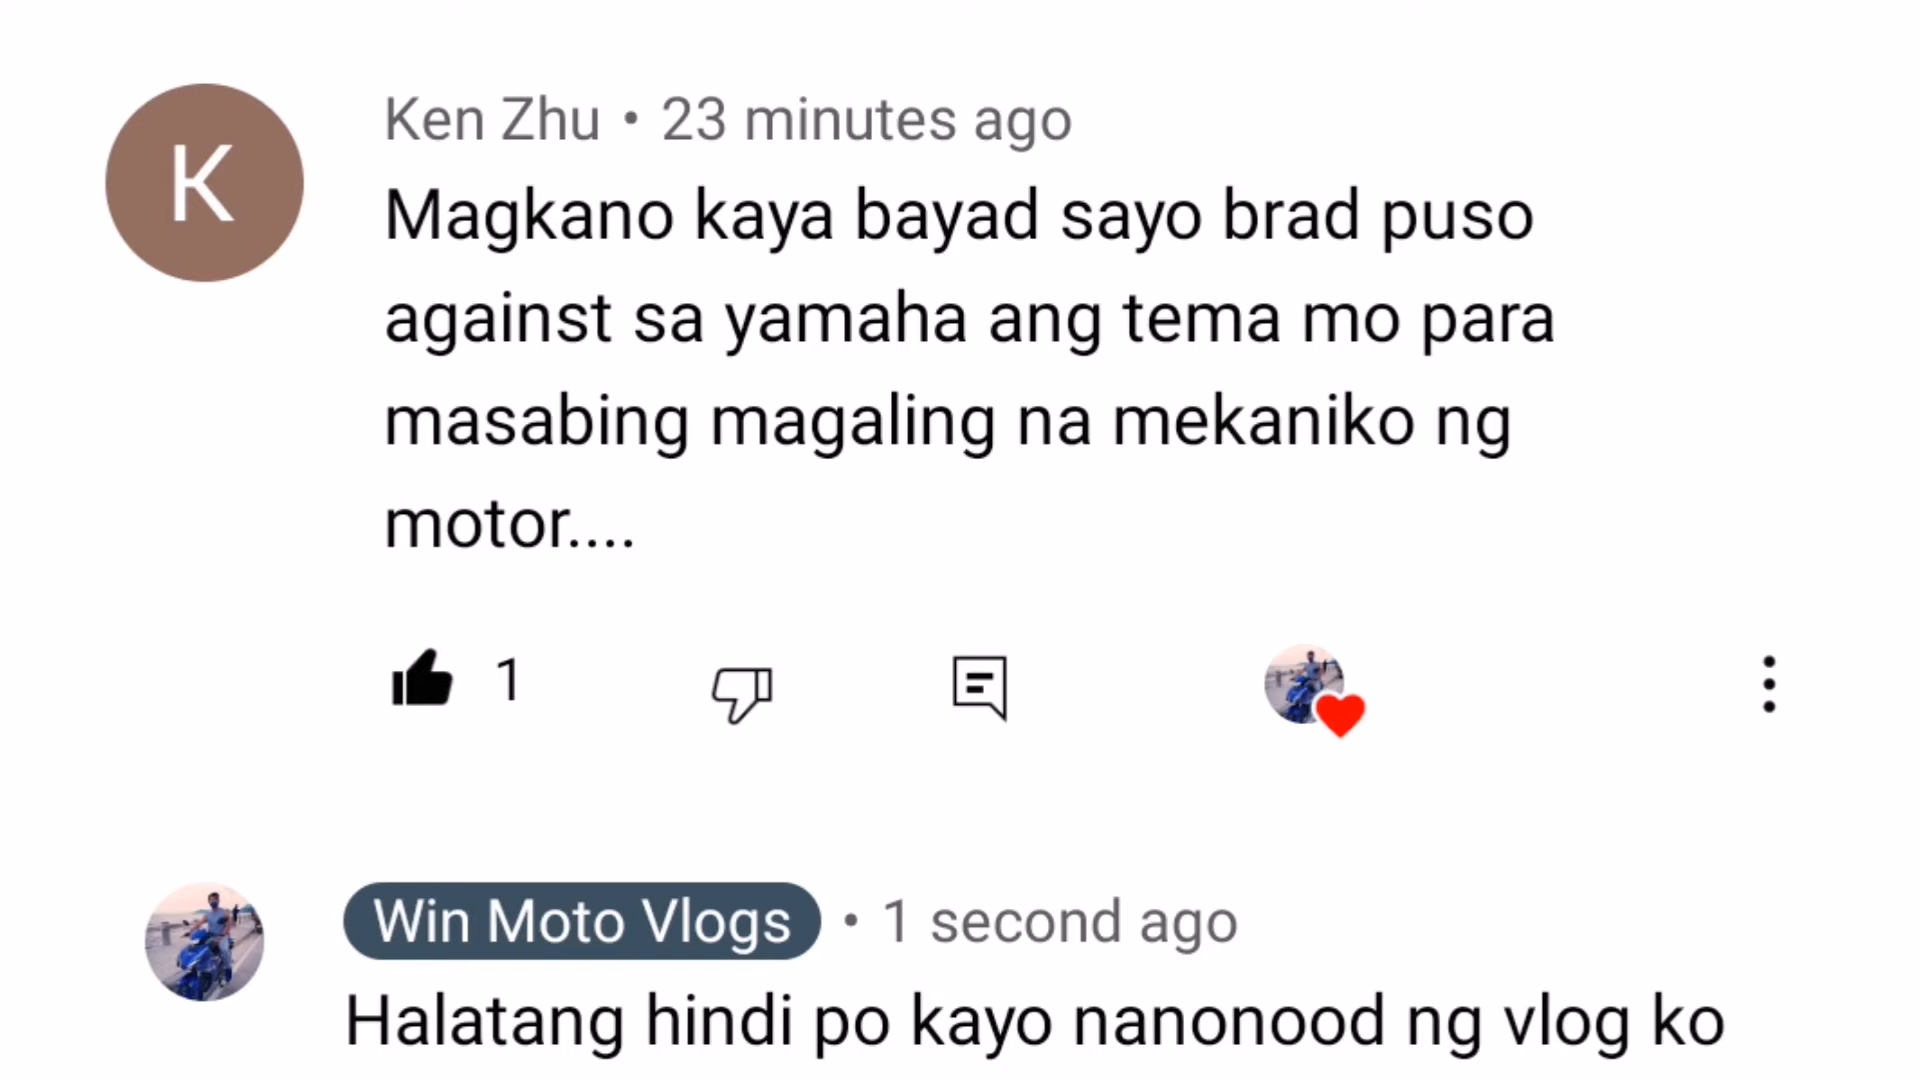 K
Ken Zhu • 23 minutes ago
Magkano kaya bayad sayo brad puso
against sa yamaha ang tema mo para
masabing magaling na mekaniko ng
motor....
1
Win Moto Vlogs • 1 second ago
Halatang hindi po kayo nanonood ng vlog ko